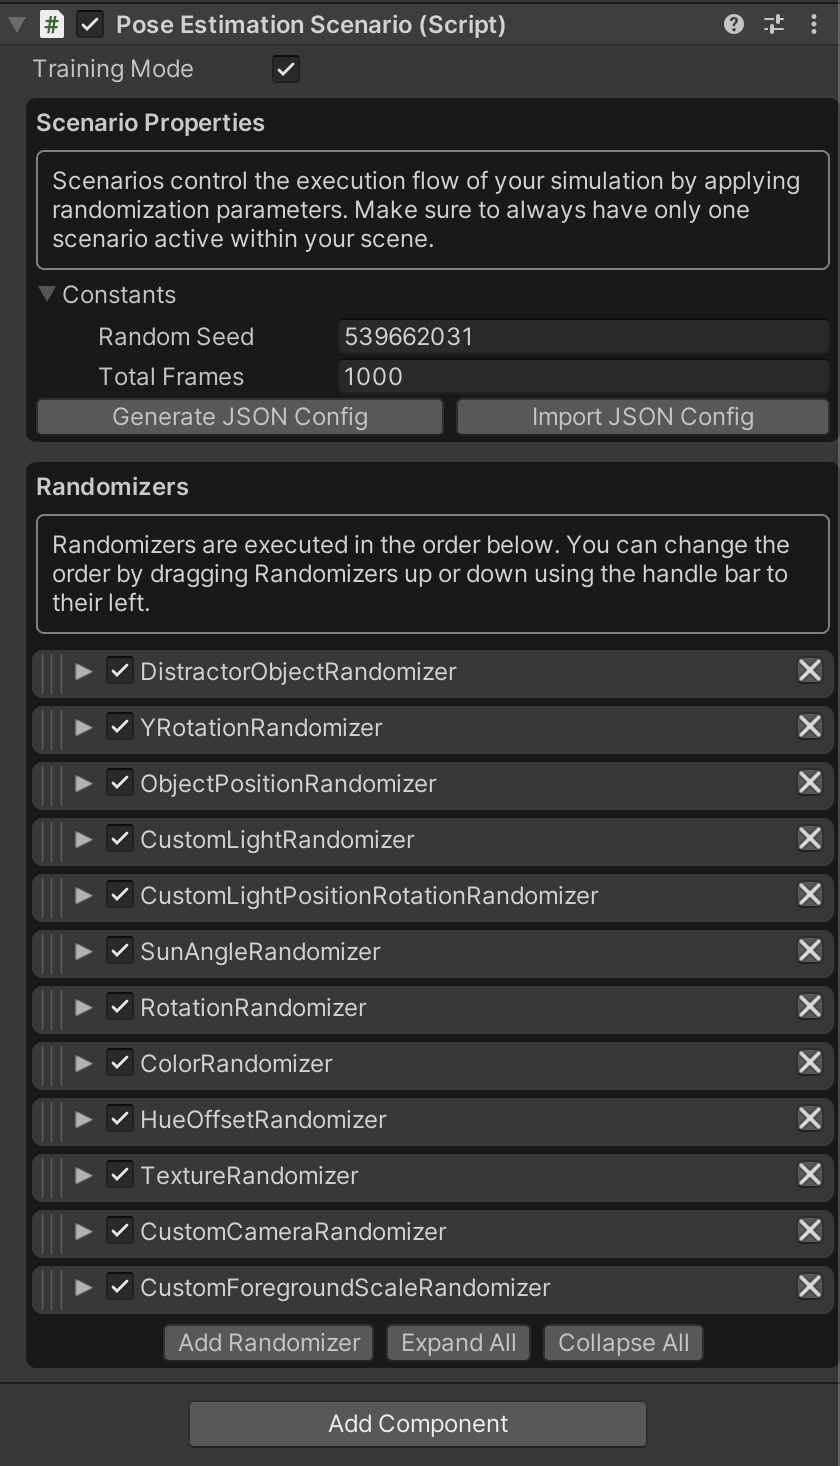 # Pose Estimation Scenario (Script)
Training Mode
Scenario Properties
Scenarios control the execution flow of your simulation by applying
randomization parameters. Make sure to always have only one
scenario active within your scene.
Constants
Random Seed 539662031
Total Frames 1000
Generate JSON Config Import JSON Config
Randomizers
Randomizers are executed in the order below. You can change the
order by dragging Randomizers up or down using the handle bar to
their left.
DistractorObjectRandomizer
YRotationRandomizer
ObjectPositionRandomizer
CustomLightRandomizer
CustomLightPositionRotationRandomizer
SunAngleRandomizer
RotationRandomizer
ColorRandomizer
HueOffsetRandomizer
TextureRandomizer
CustomCameraRandomizer
CustomForegroundScaleRandomizer
Add Randomizer Expand All Collapse All
Add Component